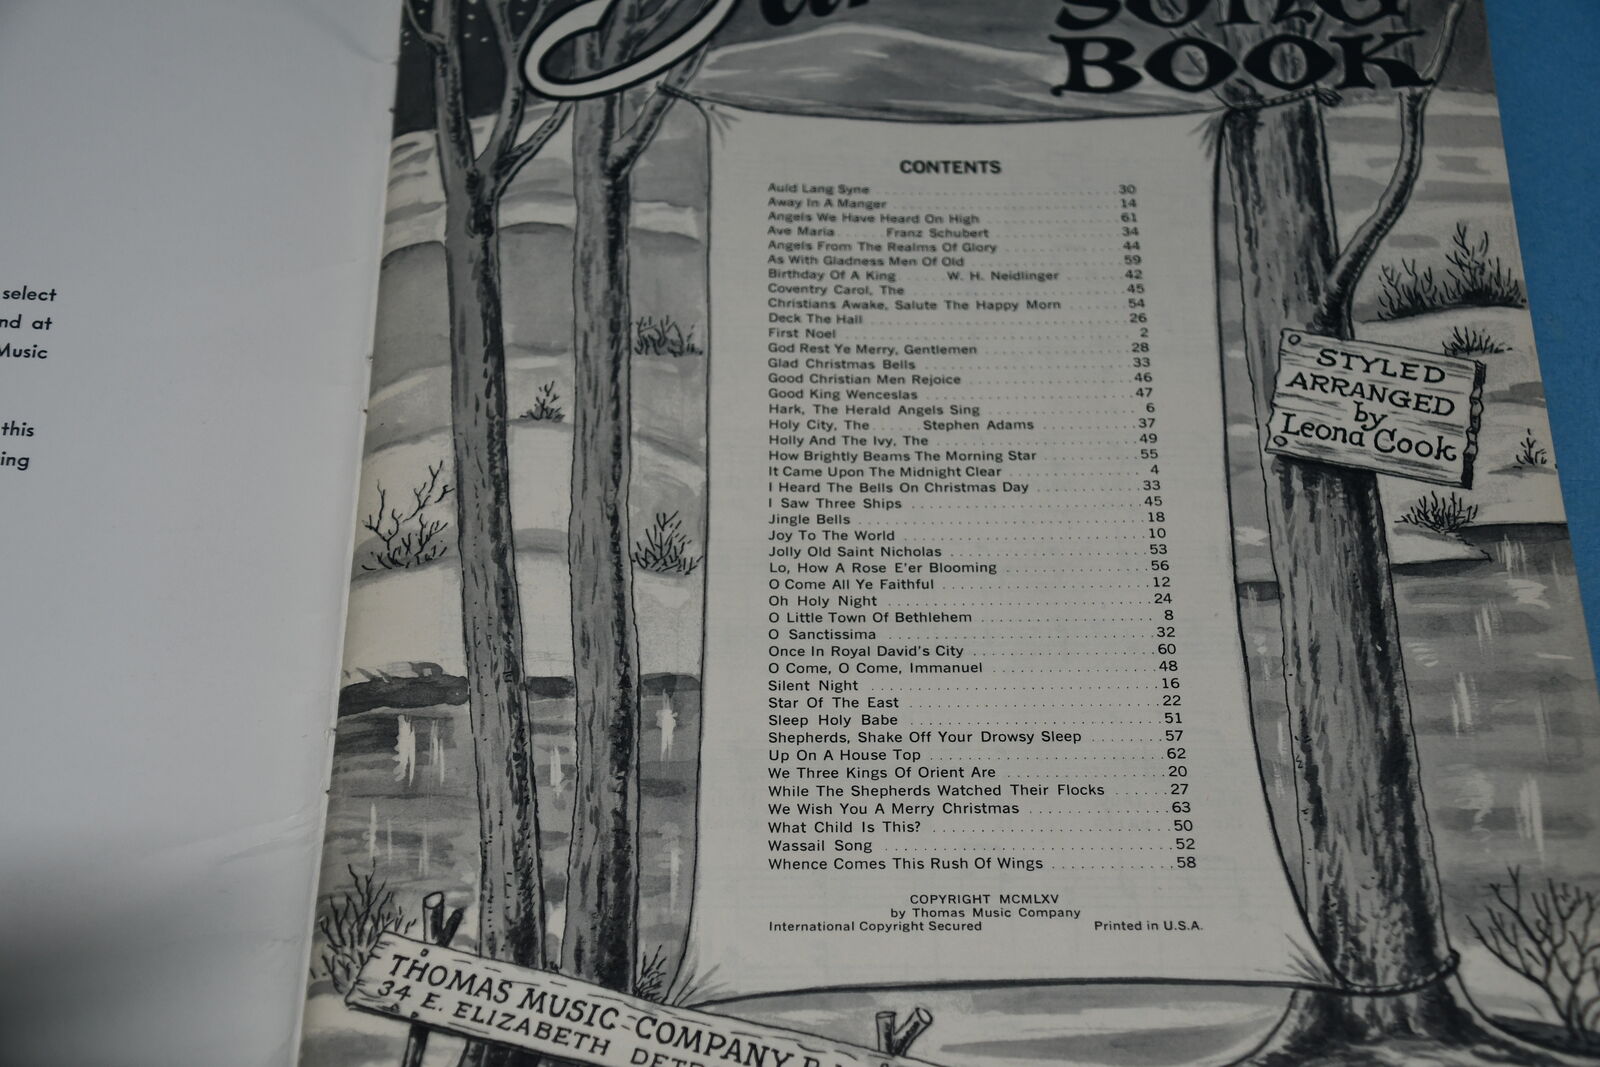 SONG
BOOK
select
nd at
Music
this
ing
CONTENTS
Auld Lang Syne 30
Away In A Manger 14
Angels We Have Heard On High 61
Ave Maria Franz Schubert 34
Angels From The Realms Of Glory 44
As With Gladness Men Of Old 59
Birthday Of A King W. H. Neidlinger 42
Coventry Carol, The 45
Christians Awake, Salute The Happy Morn 54
Deck The Hall 26
First Noel 2
God Rest Ye Merry, Gentlemen 28
Glad Christmas Bells 33
Good Christian Men Rejoice 46
Good King Wenceslas 47
Hark, The Herald Angels Sing 6
Holy City, The Stephen Adams 37
Holly And The Ivy, The 49
How Brightly Beams The Morning Star 55
It Came Upon The Midnight Clear 4
I Heard The Bells On Christmas Day 33
I Saw Three Ships 45
Jingle Bells 18
Joy To The World 10
Jolly Old Saint Nicholas 53
Lo, How A Rose E'er Blooming 56
O Come All Ye Faithful 12
Oh Holy Night 24
O Little Town Of Bethlehem 8
O Sanctissima 32
Once In Royal David's City 60
O Come, O Come, Immanuel 48
Silent Night 16
Star Of The East 22
Sleep Holy Babe 51
Shepherds, Shake Off Your Drowsy Sleep 57
Up On A House Top 62
We Three Kings Of Orient Are 20
While The Shepherds Watched Their Flocks 27
We Wish You A Merry Christmas 63
What Child Is This? 50
Wassail Song 52
Whence Comes This Rush Of Wings 58
COPYRIGHT MCMLXV
by Thomas Music Company
International Copyright Secured Printed in U.S.A.
STYLED
ARRANGED
by
Leona Cook
THOMAS MUSIC COMPANY
34 E. ELIZABETH DETR